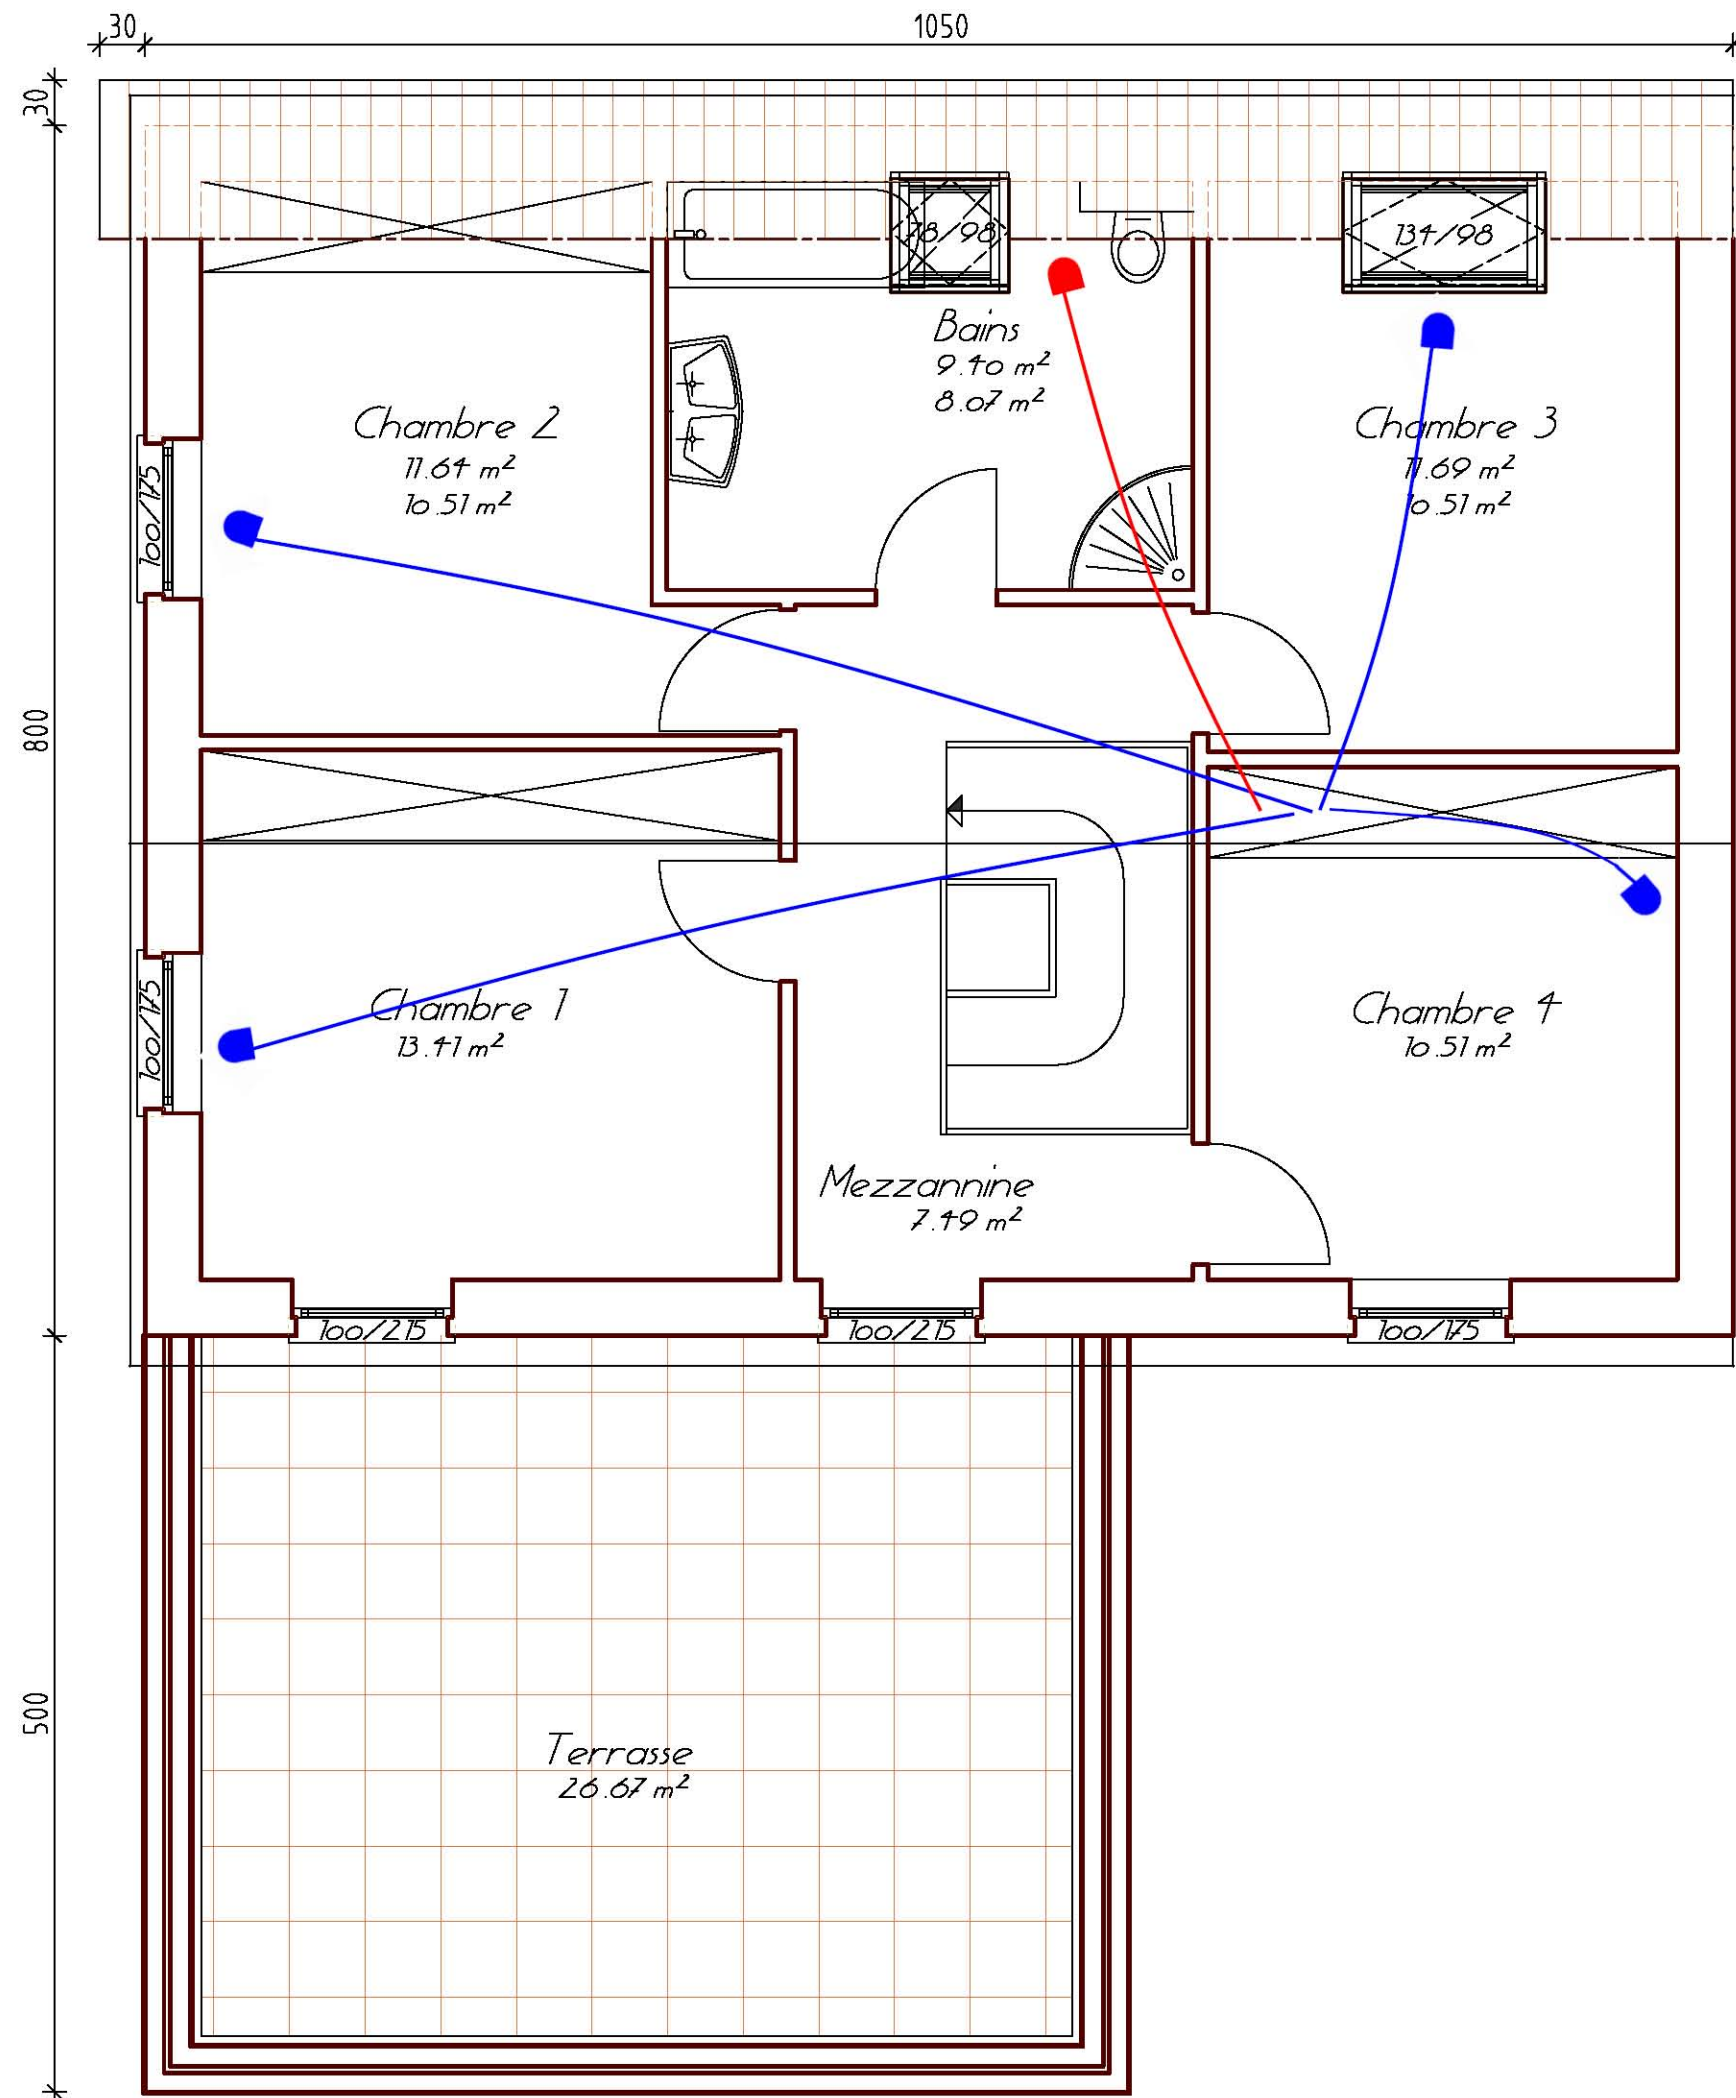 30
1050
30
78/98
134/98
Bains
9.40 m²
8.07 m²
Chambre 2
11.64 m²
10.51 m²
Chambre 3
11.69 m²
10.51 m²
100/175
800
Chambre 1
13.41 m²
100/175
Chambre 4
10.51 m²
Mezzannine
7.49 m²
100/215
100/215
100/175
500
Terrasse
26.67 m²